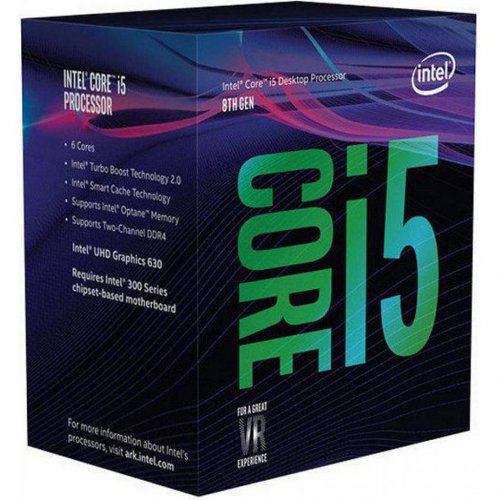 INTEL® CORE™ i5
PROCESSOR
• 6 Cores
• Intel® Turbo Boost Technology 2.0
• Intel® Smart Cache Technology
• Supports Intel® Optane™ Memory
• Supports Two-Channel DDR4
Intel® UHD Graphics 630
Requires Intel® 300 Series
chipset-based motherboard
For more information about Intel's
processors, visit ark.intel.com
Intel® Core™ i5 Desktop Processor
8TH GEN
intel
CORE i5
FOR A GREAT
VR
EXPERIENCE